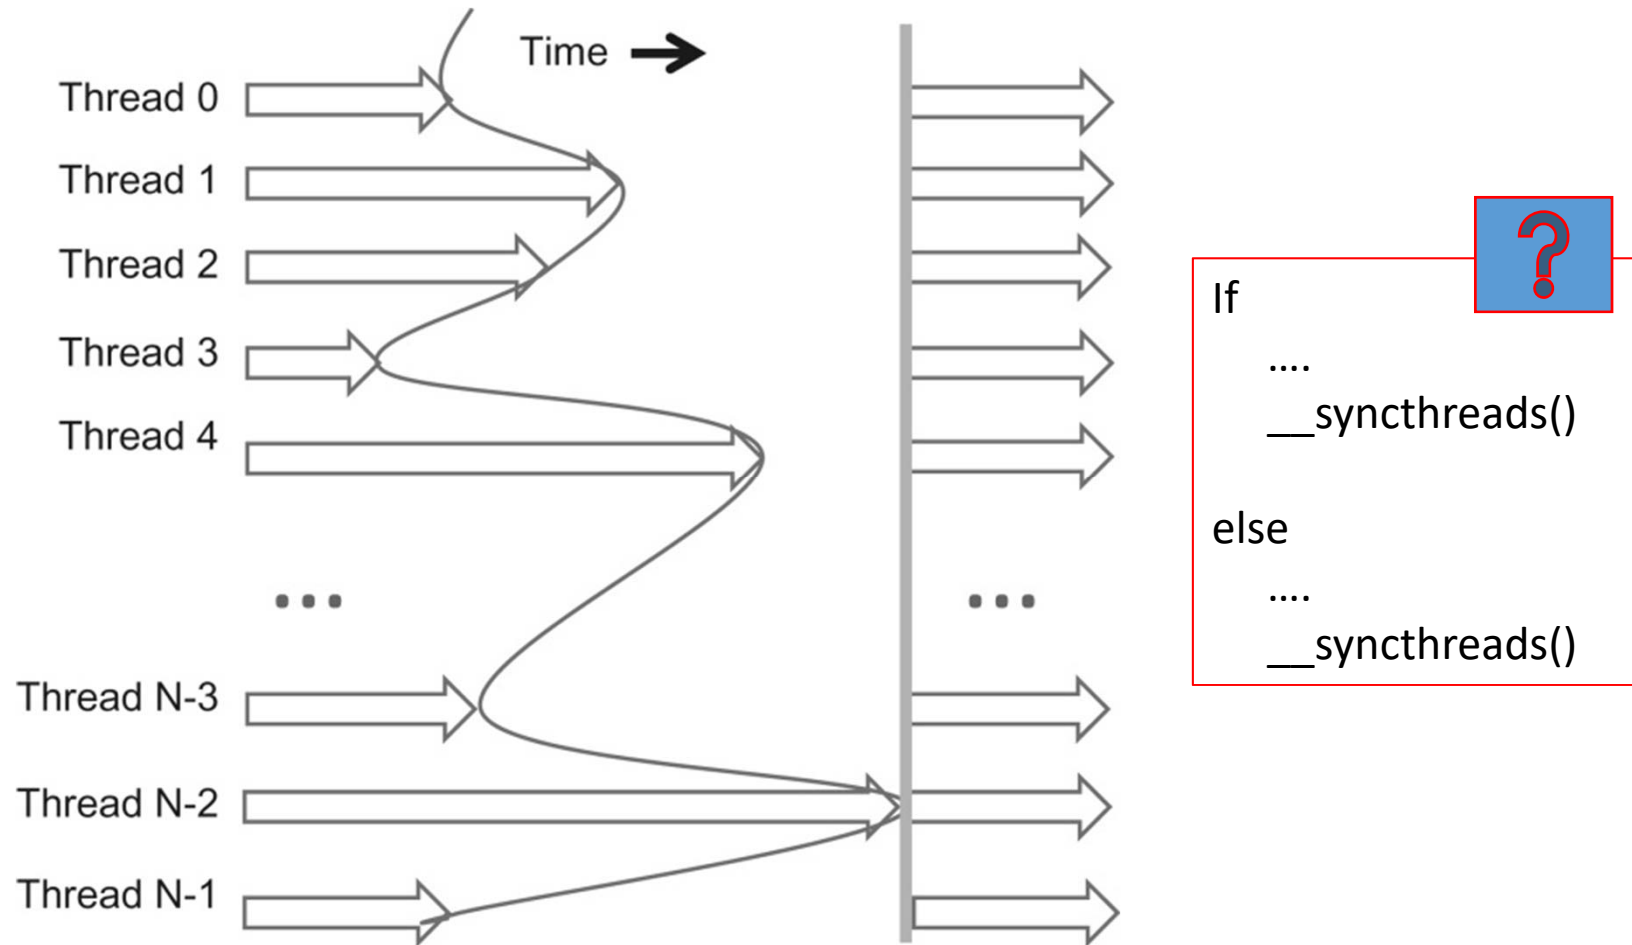 Time
Thread 0
Thread 1
Thread 2
Thread 3
Thread 4
... ...
Thread N-3
Thread N-2
Thread N-1
?
If
....
__syncthreads()
else
....
__syncthreads()